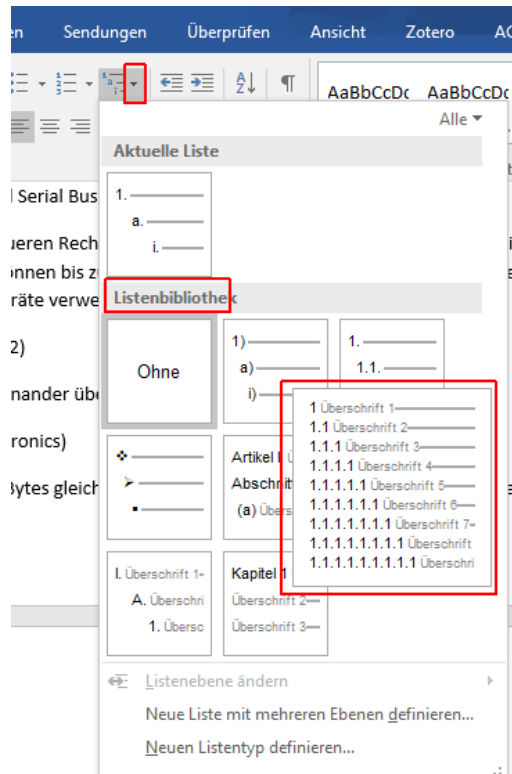 en Sendungen Überprüfen Ansicht Zotero AC
AaBbCcDc AaBbCcDc
Alle
Aktuelle Liste
l Serial Bus
1.
a.
i.
ueren Rech
önnen bis z
räte verwe
Listenbibliothek
2)
Ohne
1)
a)
i)
1.
1.1.
nander übe
ronics)
Bytes gleich
1 Überschrift 1
1.1 Überschrift 2
1.1.1 Überschrift 3
1.1.1.1 Überschrift 4
1.1.1.1.1 Überschrift 5
1.1.1.1.1.1 Überschrift 6
1.1.1.1.1.1.1 Überschrift 7
1.1.1.1.1.1.1.1 Überschrift
1.1.1.1.1.1.1.1.1 Überschri
Artikel I
Abschnit
(a) Übers
I. Überschrift 1
A. Überschri
1. Übersc
Kapitel 1
Überschrift 2
Überschrift 3
Listenebene ändern
Neue Liste mit mehreren Ebenen definieren...
Neuen Listentyp definieren...